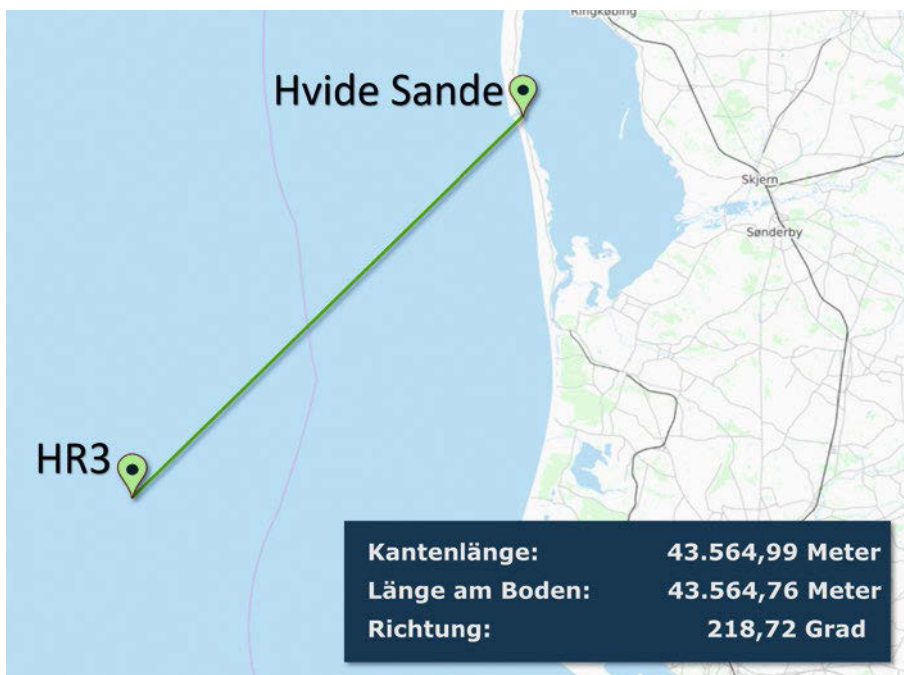 Ringkøbing
Hvide Sande
Skjern
Sønderby
HR3
Kantenlänge: 43.564,99 Meter
Länge am Boden: 43.564,76 Meter
Richtung: 218,72 Grad